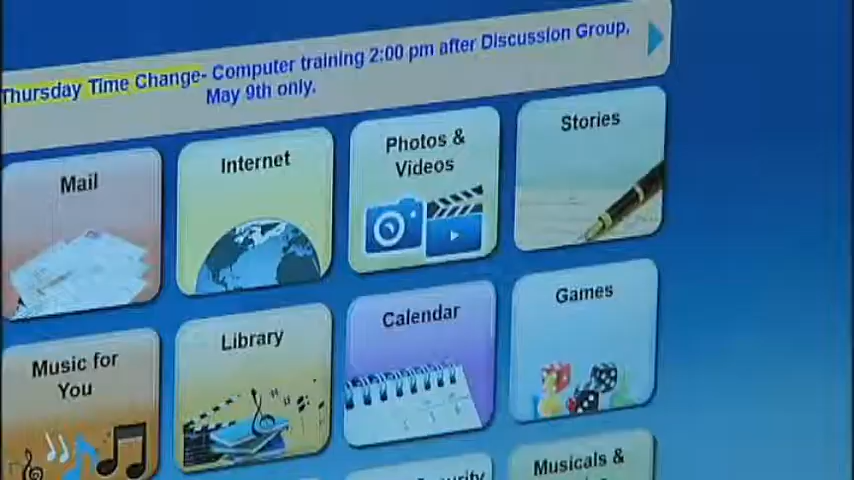 Thursday Time Change- Computer training 2:00 pm after Discussion Group,
May 9th only.
Mail
Internet
Photos &
Videos
Stories
Music for
You
Library
Calendar
Games
Musicals &